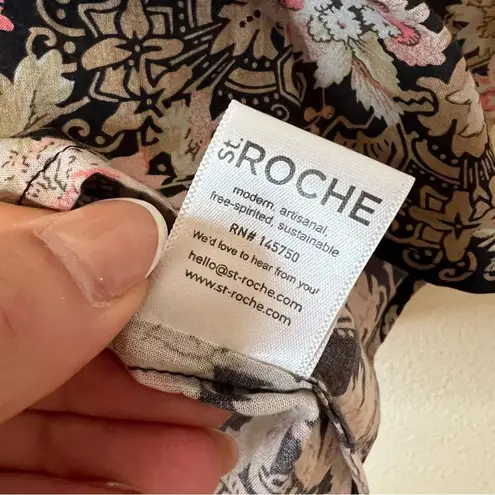 st. ROCHE
modern, artisanal,
free-spirited, sustainable
RN# 145750
We'd love to hear from you!
hello@st-roche.com
www.st-roche.com